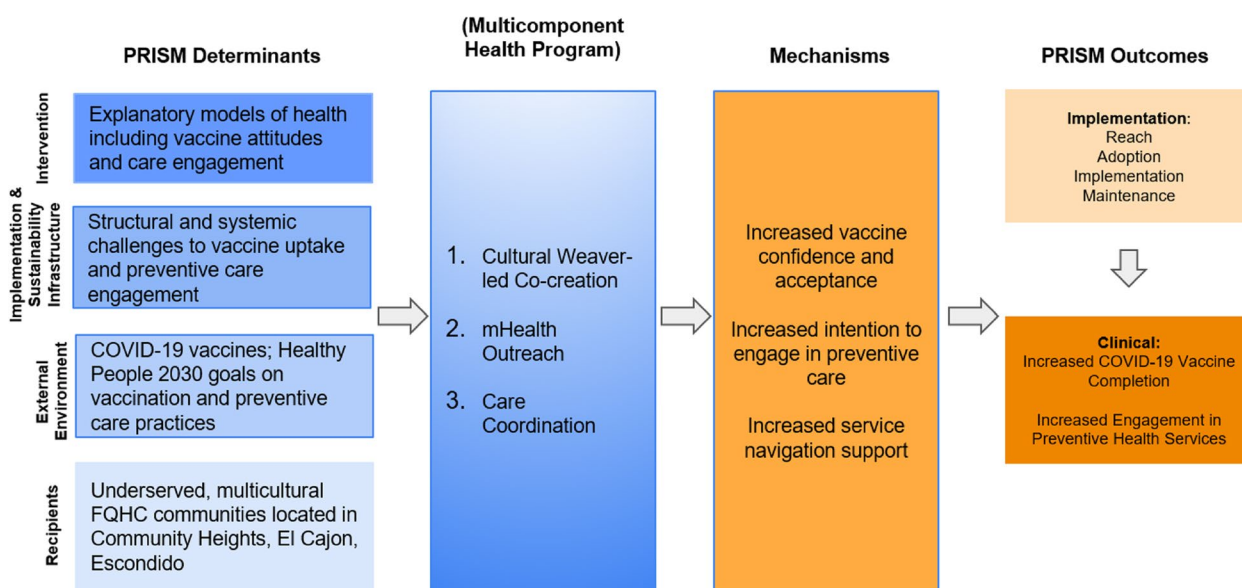 (Multicomponent
Health Program)
PRISM Determinants
Mechanisms
PRISM Outcomes
Intervention
Explanatory models of health
including vaccine attitudes
and care engagement
Implementation &
Sustainability
Infrastructure
Structural and systemic
challenges to vaccine uptake
and preventive care
engagement
External
Environment
COVID-19 vaccines; Healthy
People 2030 goals on
vaccination and preventive
care practices
Recipients
Underserved, multicultural
FQHC communities located in
Community Heights, El Cajon,
Escondido
1. Cultural Weaver-
led Co-creation
2. mHealth
Outreach
3. Care
Coordination
Increased vaccine
confidence and
acceptance
Increased intention to
engage in preventive
care
Increased service
navigation support
Implementation:
Reach
Adoption
Implementation
Maintenance
Clinical:
Increased COVID-19 Vaccine
Completion
Increased Engagement in
Preventive Health Services